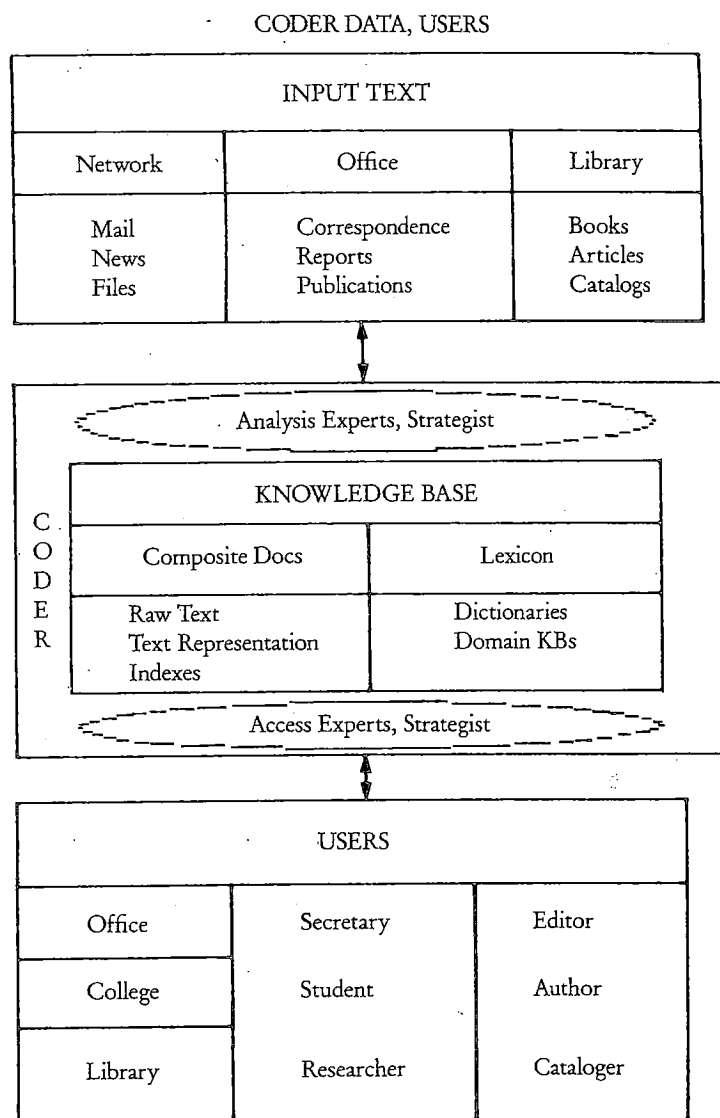 CODER DATA, USERS
INPUT TEXT
Network Office Library
Mail Correspondence Books
News Reports Articles
Files Publications Catalogs
Analysis Experts, Strategist
CODER
KNOWLEDGE BASE
Composite Docs Lexicon
Raw Text Dictionaries
Text Representation Domain KBs
Indexes
Access Experts, Strategist
USERS
Office Secretary Editor
College Student Author
Library Researcher Cataloger